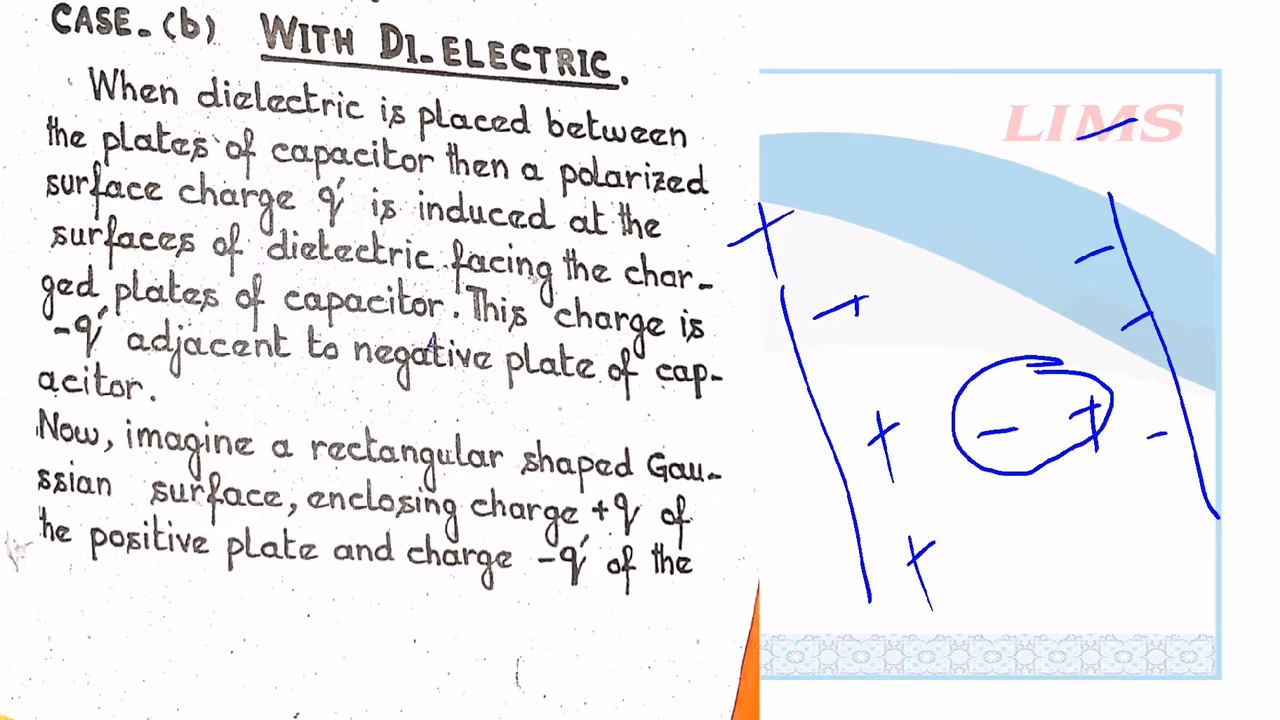 CASE-(b) WITH DI-ELECTRIC.
When dielectric is placed between
the plates of capacitor then a polarized
surface charge q' is induced at the
surfaces of dielectric facing the char-
ged plates of capacitor. This charge is
-q' adjacent to negative plate of cap-
acitor.
Now, imagine a rectangular shaped Gau-
ssian surface, enclosing charge +q of
he positive plate and charge -q' of the
LIMS